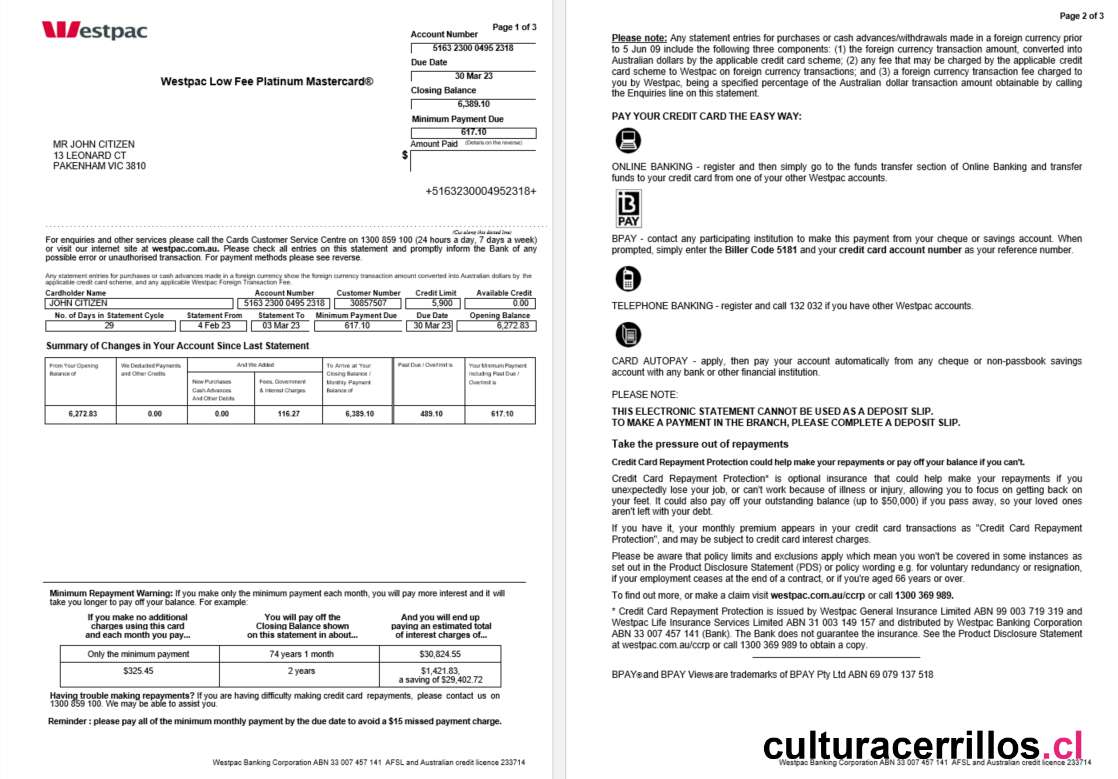 Westpac
Page 1 of 3
Account Number
5163 2300 0495 2318
Due Date
30 Mar 23
Westpac Low Fee Platinum Mastercard®
Closing Balance
6,389.10
Minimum Payment Due
617.10
Amount Paid (Details on the reverse)
$
MR JOHN CITIZEN
13 LEONARD CT
PAKENHAM VIC 3810
+5163230004952318+
(Cut along this dotted line)
For enquiries and other services please call the Cards Customer Service Centre on 1300 859 100 (24 hours a day, 7 days a week)
or visit our internet site at westpac.com.au. Please check all entries on this statement and promptly inform the Bank of any
possible error or unauthorised transaction. For payment methods please see reverse.
Any statement entries for purchases or cash advances made in a foreign currency show the foreign currency transaction amount converted into Australian dollars by the
applicable credit card scheme, and any applicable Westpac Foreign Transaction Fee.
Cardholder Name Account Number Customer Number Credit Limit Available Credit
JOHN CITIZEN 5163 2300 0495 2318 30857507 5,900 0.00
No. of Days in Statement Cycle Statement From Statement To Minimum Payment Due Due Date Opening Balance
29 4 Feb 23 03 Mar 23 617.10 30 Mar 23 6,272.83
Summary of Changes in Your Account Since Last Statement
From Your Opening Balance of
We Deducted Payments and Other Credits
And We Added
New Purchases Cash Advances And Other Debits
Fees, Government & Interest Charges
To Arrive at Your Closing Balance / Monthly Payment Balance of
Past Due / Overlimit is
Your Minimum Payment Including Past Due / Overlimit is
6,272.83 0.00 0.00 116.27 6,389.10 489.10 617.10
Minimum Repayment Warning: If you make only the minimum payment each month, you will pay more interest and it will
take you longer to pay off your balance. For example:
If you make no additional charges using this card and each month you pay...
You will pay off the Closing Balance shown on this statement in about...
And you will end up paying an estimated total of interest charges of...
Only the minimum payment 74 years 1 month $30,824.55
$325.45 2 years $1,421.83, a saving of $29,402.72
Having trouble making repayments? If you are having difficulty making credit card repayments, please contact us on
1300 859 100. We may be able to assist you.
Reminder : please pay all of the minimum monthly payment by the due date to avoid a $15 missed payment charge.
Westpac Banking Corporation ABN 33 007 457 141 AFSL and Australian credit licence 233714
Page 2 of 3
Please note: Any statement entries for purchases or cash advances/withdrawals made in a foreign currency prior
to 5 Jun 09 include the following three components: (1) the foreign currency transaction amount, converted into
Australian dollars by the applicable credit card scheme; (2) any fee that may be charged by the applicable credit
card scheme to Westpac on foreign currency transactions; and (3) a foreign currency transaction fee charged to
you by Westpac, being a specified percentage of the Australian dollar transaction amount obtainable by calling
the Enquiries line on this statement.
PAY YOUR CREDIT CARD THE EASY WAY:
ONLINE BANKING - register and then simply go to the funds transfer section of Online Banking and transfer
funds to your credit card from one of your other Westpac accounts.
B
PAY
BPAY - contact any participating institution to make this payment from your cheque or savings account. When
prompted, simply enter the Biller Code 5181 and your credit card account number as your reference number.
TELEPHONE BANKING - register and call 132 032 if you have other Westpac accounts.
CARD AUTOPAY - apply, then pay your account automatically from any cheque or non-passbook savings
account with any bank or other financial institution.
PLEASE NOTE:
THIS ELECTRONIC STATEMENT CANNOT BE USED AS A DEPOSIT SLIP.
TO MAKE A PAYMENT IN THE BRANCH, PLEASE COMPLETE A DEPOSIT SLIP.
Take the pressure out of repayments
Credit Card Repayment Protection could help make your repayments or pay off your balance if you can't.
Credit Card Repayment Protection* is optional insurance that could help make your repayments if you
unexpectedly lose your job, or can't work because of illness or injury, allowing you to focus on getting back on
your feet. It could also pay off your outstanding balance (up to $50,000) if you pass away, so your loved ones
aren't left with your debt.
If you have it, your monthly premium appears in your credit card transactions as "Credit Card Repayment
Protection", and may be subject to credit card interest charges.
Please be aware that policy limits and exclusions apply which mean you won't be covered in some instances as
set out in the Product Disclosure Statement (PDS) or policy wording e.g. for voluntary redundancy or resignation,
if your employment ceases at the end of a contract, or if you're aged 66 years or over.
To find out more, or make a claim visit westpac.com.au/ccrp or call 1300 369 989.
* Credit Card Repayment Protection is issued by Westpac General Insurance Limited ABN 99 003 719 319 and
Westpac Life Insurance Services Limited ABN 31 003 149 157 and distributed by Westpac Banking Corporation
ABN 33 007 457 141 (Bank). The Bank does not guarantee the insurance. See the Product Disclosure Statement
at westpac.com.au/ccrp or call 1300 369 989 to obtain a copy.
BPAY® and BPAY View® are trademarks of BPAY Pty Ltd ABN 69 079 137 518
culturacerrillos.cl
Westpac Banking Corporation ABN 33 007 457 141 AFSL and Australian credit licence 233714